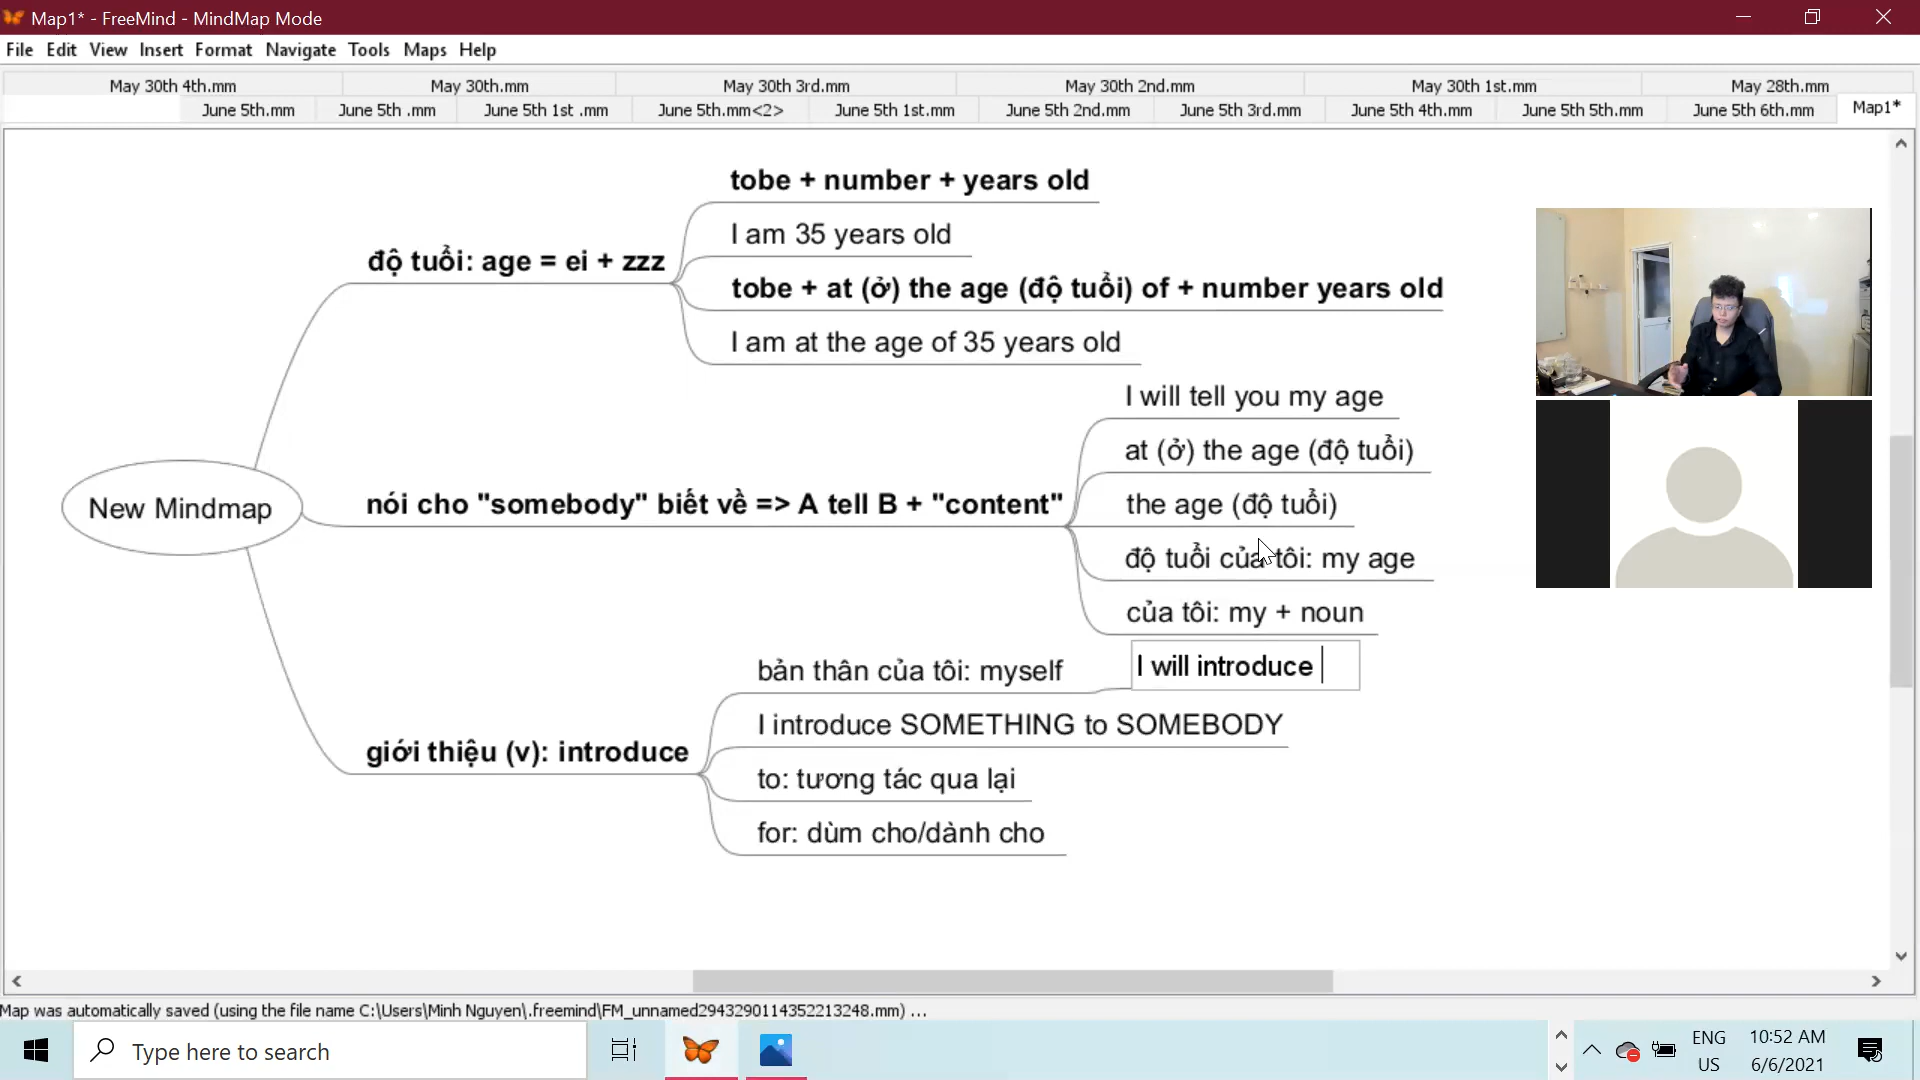 Map1* - FreeMind - MindMap Mode
File Edit View Insert Format Navigate Tools Maps Help
May 30th 4th.mm May 30th.mm May 30th 3rd.mm May 30th 2nd.mm May 30th 1st.mm May 28th.mm
June 5th.mm June 5th .mm June 5th 1st .mm June 5th.mm<2> June 5th 1st.mm June 5th 2nd.mm June 5th 3rd.mm June 5th 4th.mm June 5th 5th.mm June 5th 6th.mm Map1*
New Mindmap
độ tuổi: age = ei + zzz
tobe + number + years old
I am 35 years old
tobe + at (ở) the age (độ tuổi) of + number years old
I am at the age of 35 years old
nói cho "somebody" biết về => A tell B + "content"
I will tell you my age
at (ở) the age (độ tuổi)
the age (độ tuổi)
độ tuổi của tôi: my age
của tôi: my + noun
giới thiệu (v): introduce
bản thân của tôi: myself
I will introduce
I introduce SOMETHING to SOMEBODY
to: tương tác qua lại
for: dùm cho/dành cho
Map was automatically saved (using the file name C:\Users\Minh Nguyen\.freemind\FM_unnamed2943290114352213248.mm) ...
Type here to search
ENG
US
10:52 AM
6/6/2021